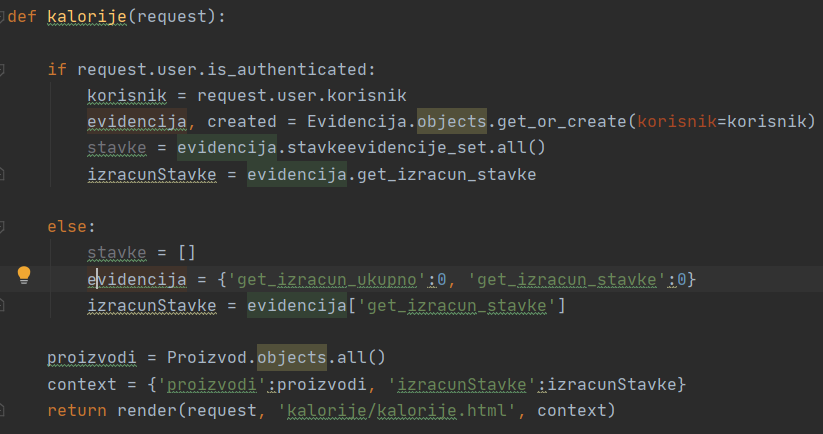 def kalorije(request):
if request.user.is_authenticated:
korisnik = request.user.korisnik
evidencija, created = Evidencija.objects.get_or_create(korisnik=korisnik)
stavke = evidencija.stavkeevidencije_set.all()
izracunStavke = evidencija.get_izracun_stavke
else:
stavke = []
evidencija = {'get_izracun_ukupno':0, 'get_izracun_stavke':0}
izracunStavke = evidencija['get_izracun_stavke']
proizvodi = Proizvod.objects.all()
context = {'proizvodi':proizvodi, 'izracunStavke':izracunStavke}
return render(request, 'kalorije/kalorije.html', context)